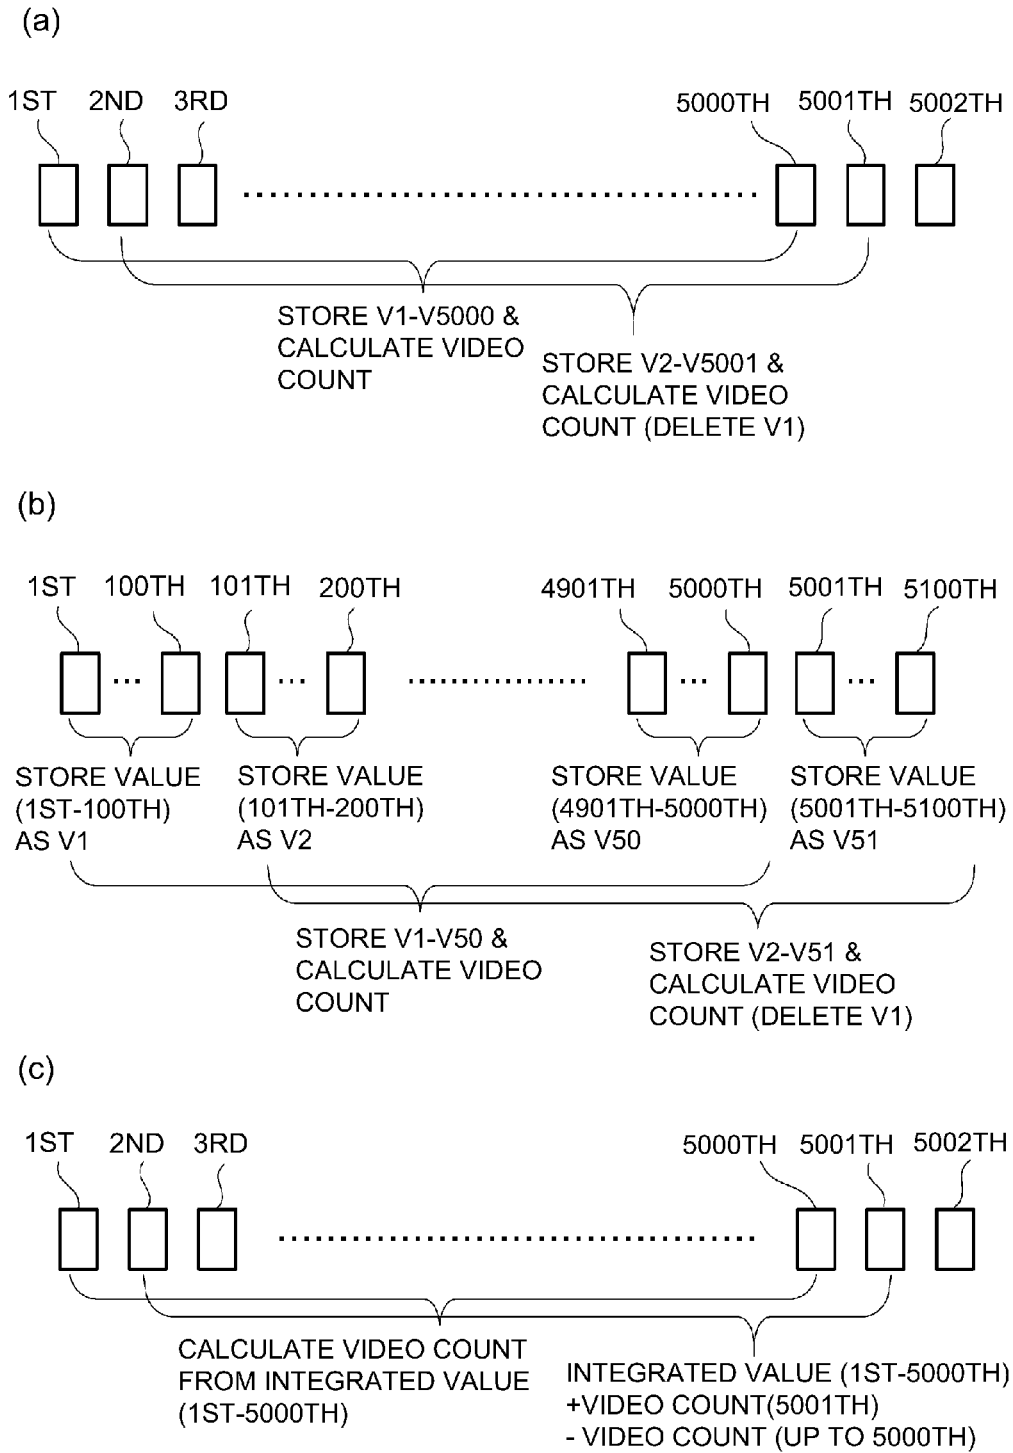 (a)
1ST 2ND 3RD 5000TH 5001TH 5002TH
STORE V1-V5000 &
CALCULATE VIDEO
COUNT
STORE V2-V5001 &
CALCULATE VIDEO
COUNT (DELETE V1)
(b)
1ST 100TH 101TH 200TH 4901TH 5000TH 5001TH 5100TH
STORE VALUE
(1ST-100TH)
AS V1
STORE VALUE
(101TH-200TH)
AS V2
STORE VALUE
(4901TH-5000TH)
AS V50
STORE VALUE
(5001TH-5100TH)
AS V51
STORE V1-V50 &
CALCULATE VIDEO
COUNT
STORE V2-V51 &
CALCULATE VIDEO
COUNT (DELETE V1)
(c)
1ST 2ND 3RD 5000TH 5001TH 5002TH
CALCULATE VIDEO COUNT
FROM INTEGRATED VALUE
(1ST-5000TH)
INTEGRATED VALUE (1ST-5000TH)
+VIDEO COUNT(5001TH)
- VIDEO COUNT (UP TO 5000TH)